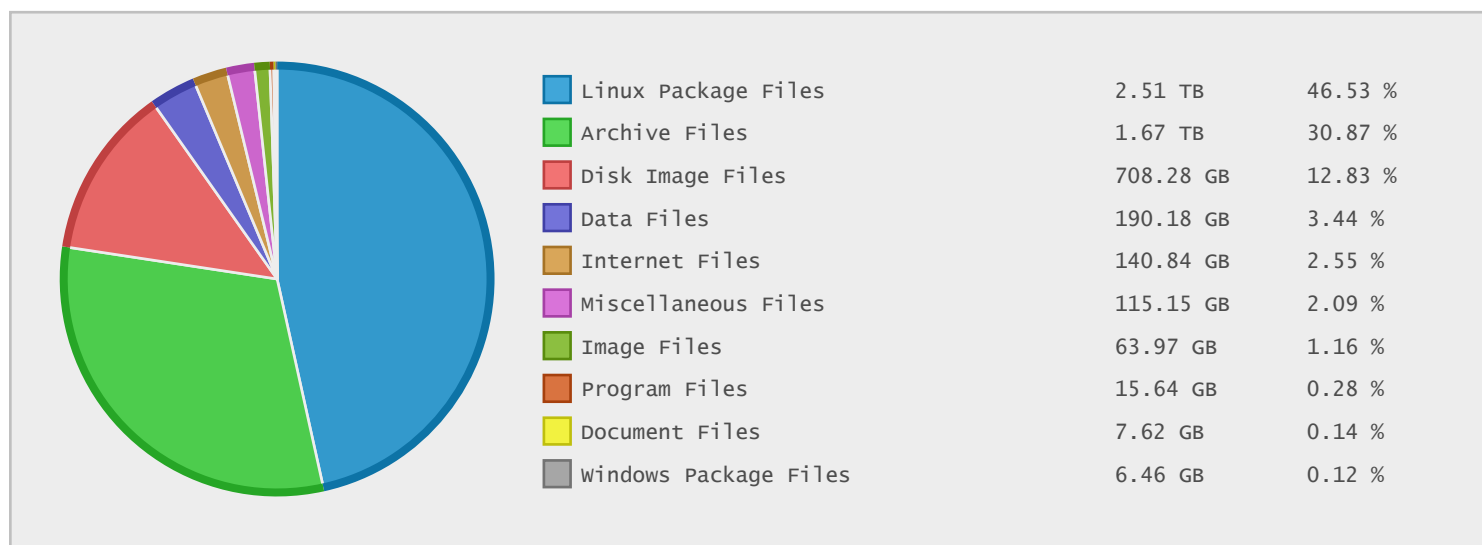 Linux Package Files 2.51 TB 46.53 %
Archive Files 1.67 TB 30.87 %
Disk Image Files 708.28 GB 12.83 %
Data Files 190.18 GB 3.44 %
Internet Files 140.84 GB 2.55 %
Miscellaneous Files 115.15 GB 2.09 %
Image Files 63.97 GB 1.16 %
Program Files 15.64 GB 0.28 %
Document Files 7.62 GB 0.14 %
Windows Package Files 6.46 GB 0.12 %